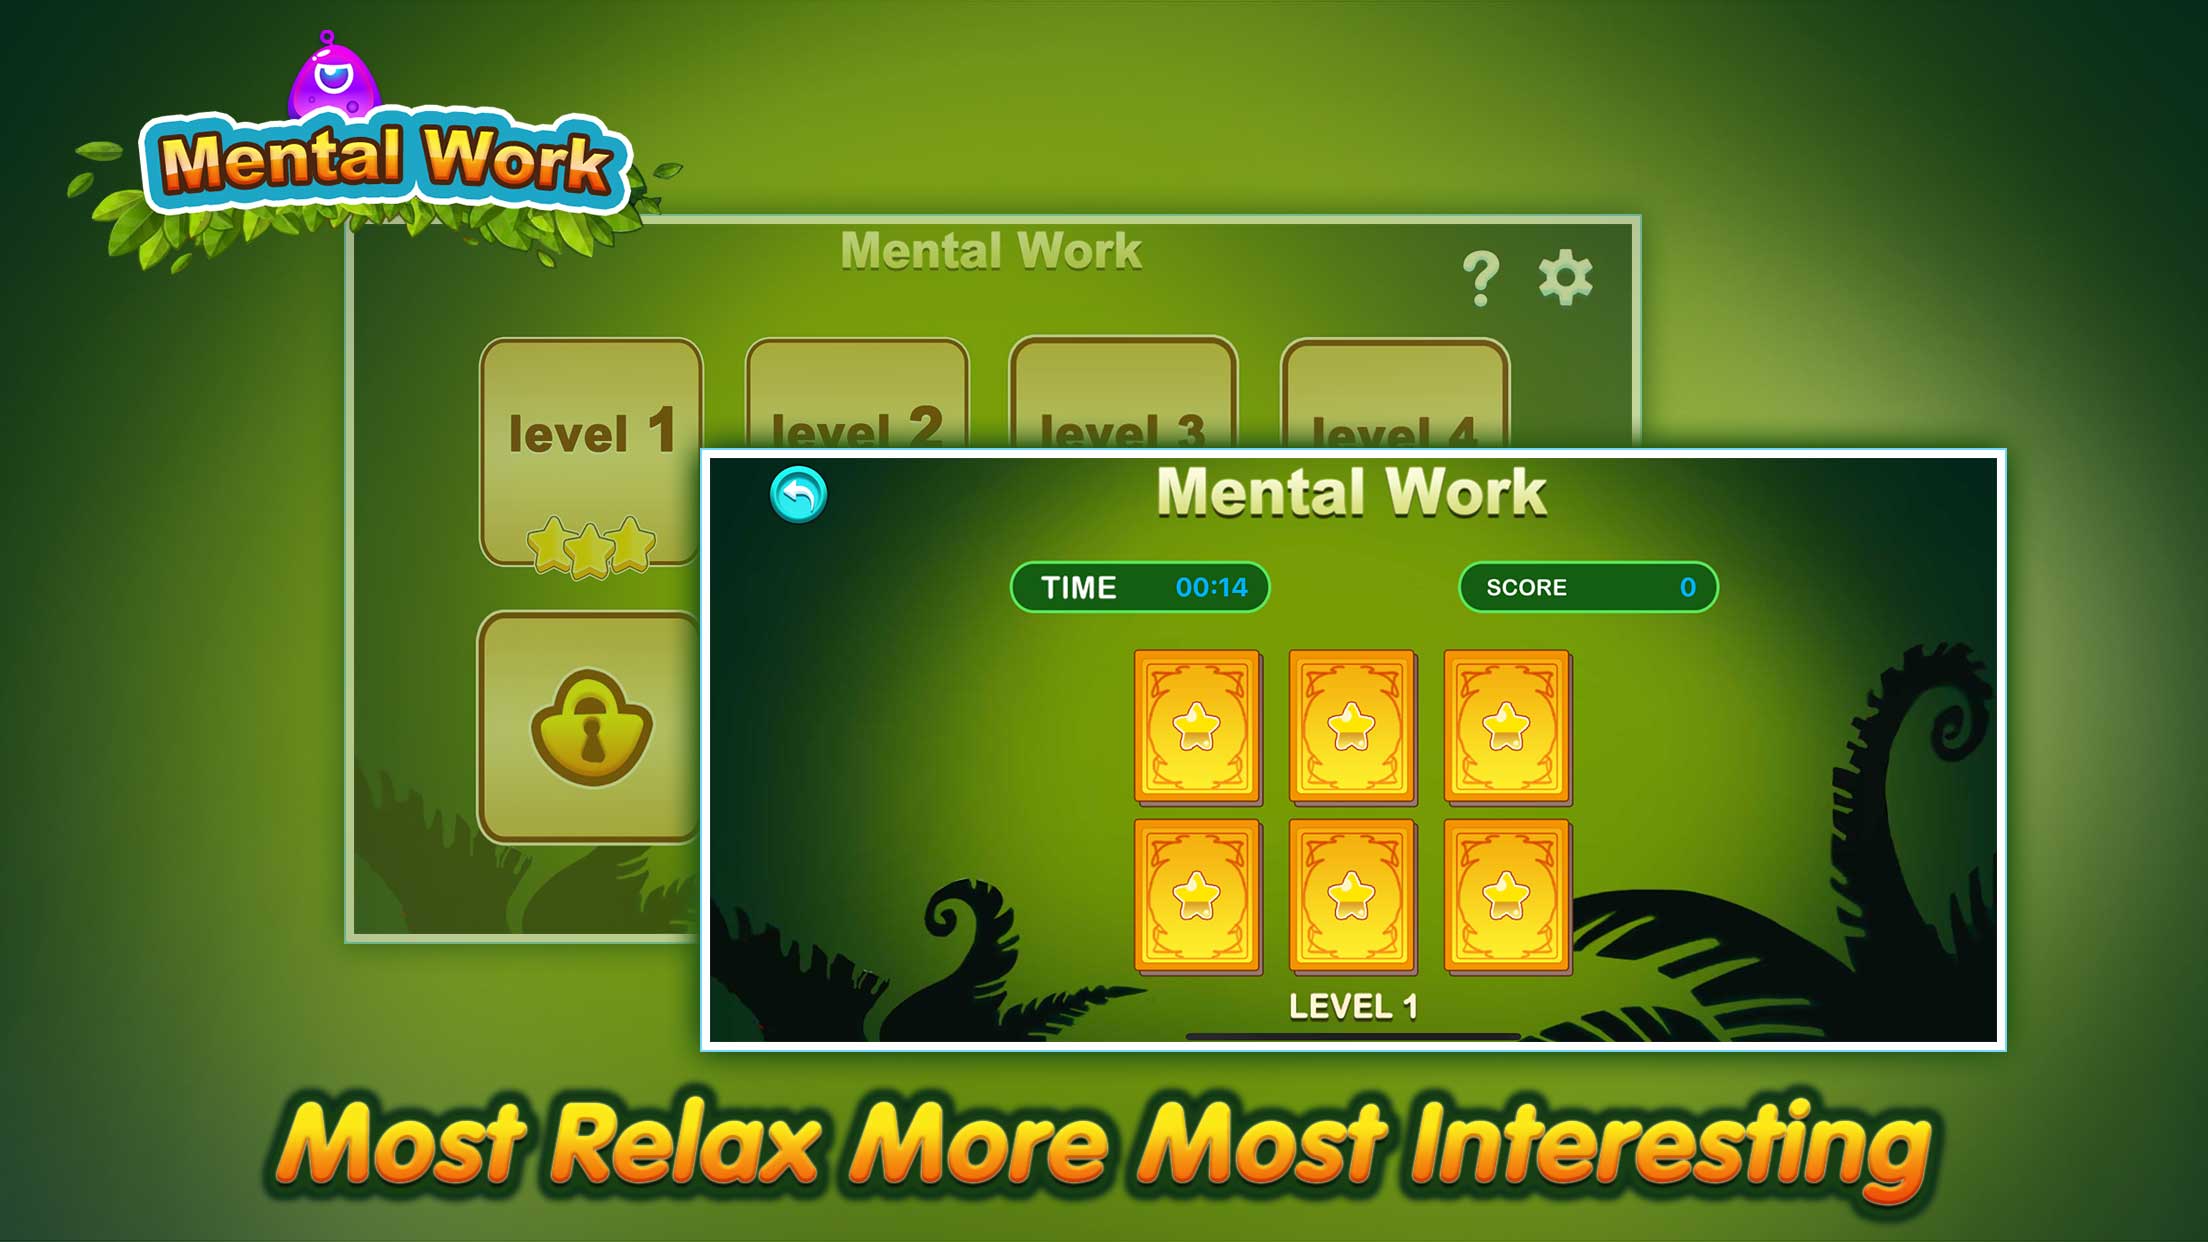 Mental Work
Mental Work
level 1
level 2
level 3
level 4
Mental Work
TIME 00:14
SCORE 0
LEVEL 1
Most Relax More Most Interesting